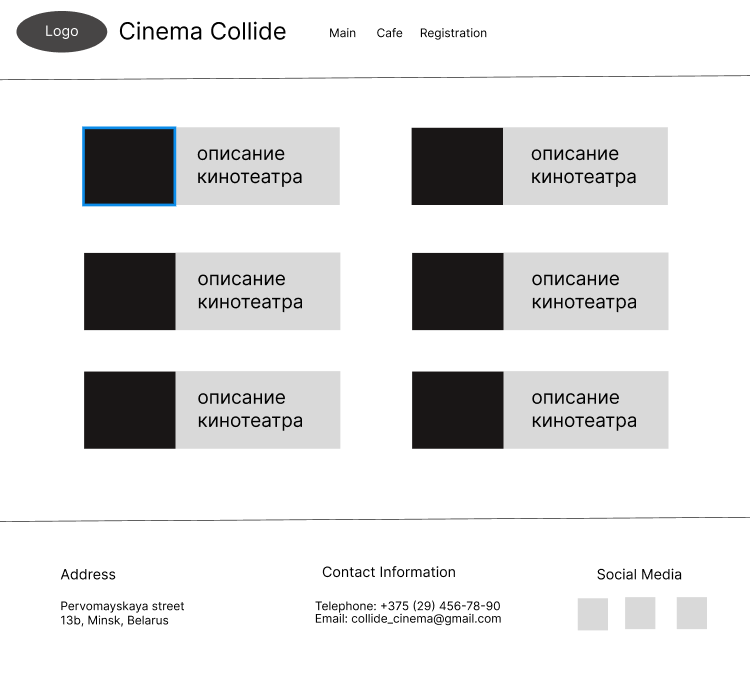 Logo
Cinema Collide
Main
Cafe
Registration
описание
кинотеатра
описание
кинотеатра
описание
кинотеатра
описание
кинотеатра
описание
кинотеатра
описание
кинотеатра
Address
Pervomayskaya street
13b, Minsk, Belarus
Contact Information
Telephone: +375 (29) 456-78-90
Email: collide_cinema@gmail.com
Social Media